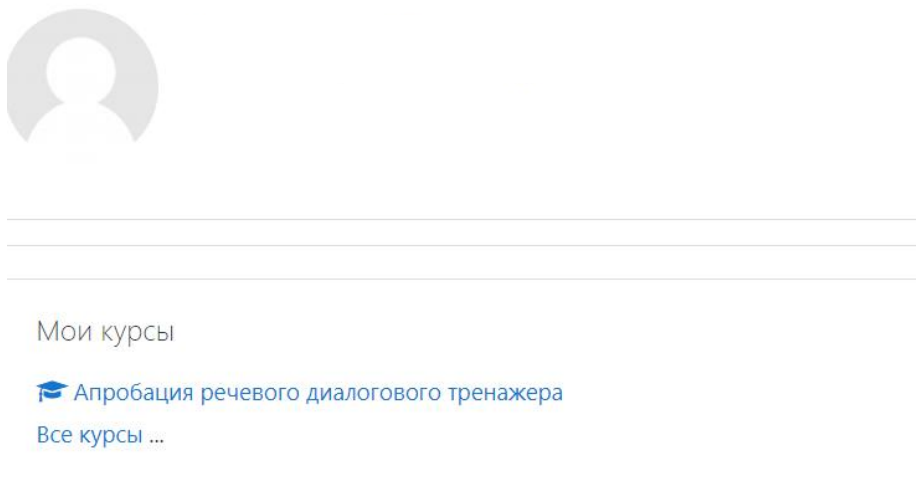 Мои курсы
Апробация речевого диалогового тренажера
Все курсы ...